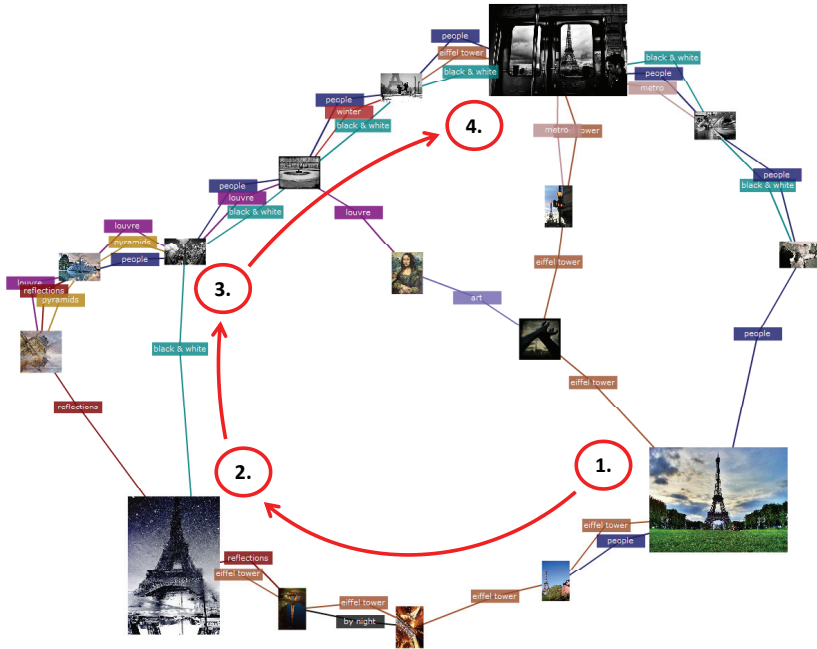 people
eiffel tower
black & white
black & white
people
metro
people
winter
black & white
metro
ower
people
louvre
black & white
people
black & white
louvre
louvre
pyramids
people
eiffel tower
louvre
reflections
pyramids
art
4.
3.
black & white
people
eiffel tower
reflections
2.
1.
eiffel tower
people
reflections
eiffel tower
eiffel tower
eiffel tower
by night